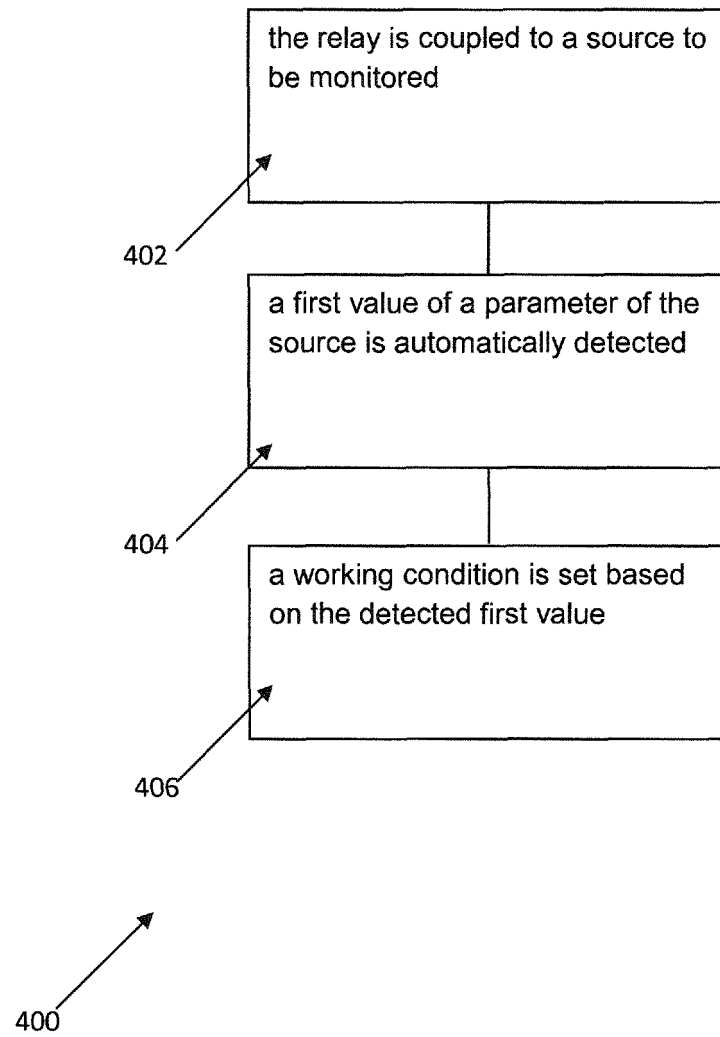 the relay is coupled to a source to
be monitored
402
a first value of a parameter of the
source is automatically detected
404
a working condition is set based
on the detected first value
406
400